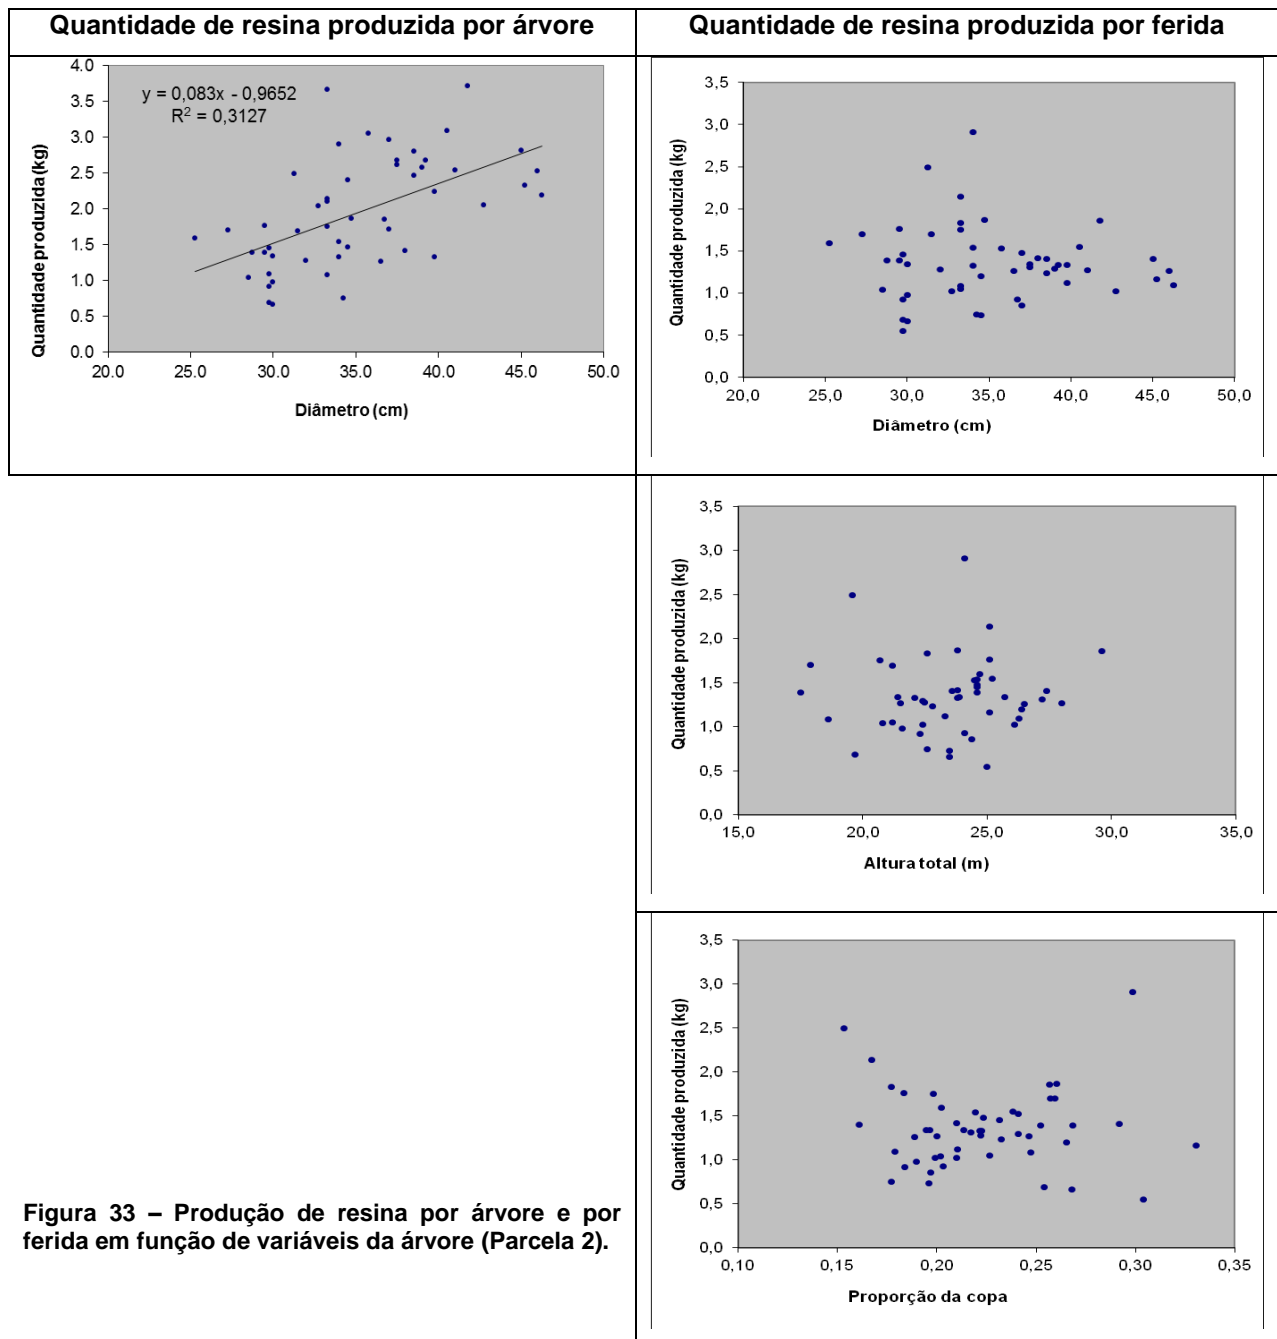 Quantidade de resina produzida por árvore
Quantidade de resina produzida por ferida
4.0
3.5
3.0
2.5
2.0
1.5
1.0
0.5
0.0
y = 0,083x - 0,9652
R² = 0,3127
Quantidade produzida (kg)
20.0 25.0 30.0 35.0 40.0 45.0 50.0
Diâmetro (cm)
3,5
3,0
2,5
2,0
1,5
1,0
0,5
0,0
Quantidade produzida (kg)
20,0 25,0 30,0 35,0 40,0 45,0 50,0
Diâmetro (cm)
3,5
3,0
2,5
2,0
1,5
1,0
0,5
0,0
Quantidade produzida (kg)
15,0 20,0 25,0 30,0 35,0
Altura total (m)
3,5
3,0
2,5
2,0
1,5
1,0
0,5
0,0
Quantidade produzida (kg)
0,10 0,15 0,20 0,25 0,30 0,35
Proporção da copa
Figura 33 – Produção de resina por árvore e por
ferida em função de variáveis da árvore (Parcela 2).